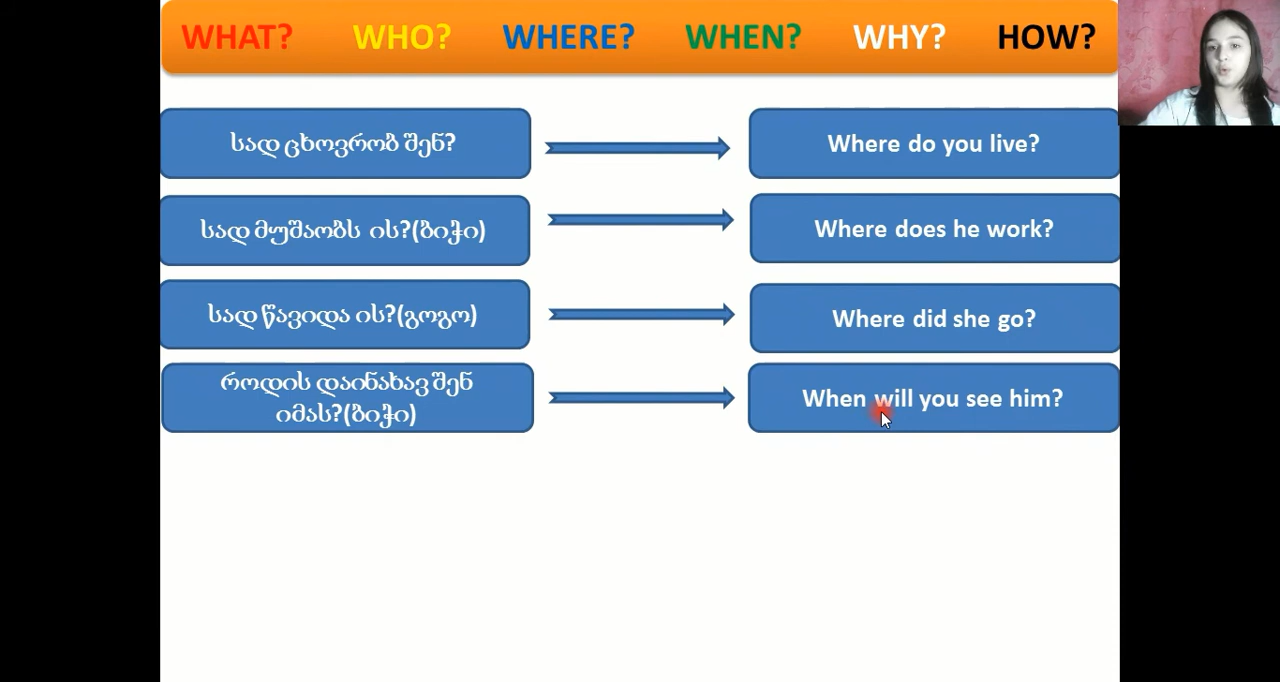 WHAT? WHO? WHERE? WHEN? WHY? HOW?
სად ცხოვრობ შენ?
Where do you live?
სად მუშაობს ის?(ბიჭი)
Where does he work?
სად წავიდა ის?(გოგო)
Where did she go?
როდის დაინახავ შენ
იმას?(ბიჭი)
When will you see him?